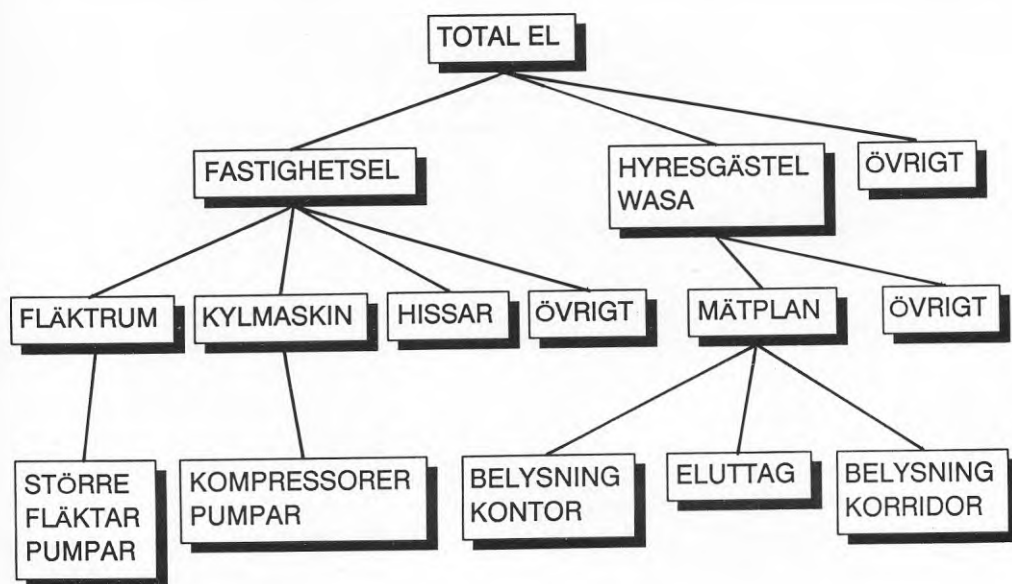 TOTAL EL
FASTIGHETSEL
HYRESGÄSTEL
WASA
ÖVRIGT
FLÄKTRUM
KYLMASKIN
HISSAR
ÖVRIGT
MÄTPLAN
ÖVRIGT
STÖRRE
FLÄKTAR
PUMPAR
KOMPRESSORER
PUMPAR
BELYSNING
KONTOR
ELUTTAG
BELYSNING
KORRIDOR